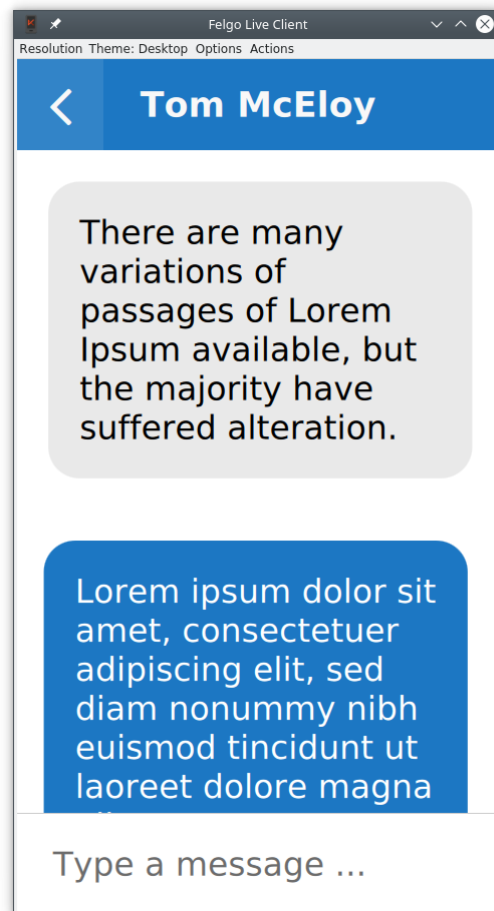 Felgo Live Client
Resolution Theme: Desktop Options Actions
Tom McEloy
There are many
variations of
passages of Lorem
Ipsum available, but
the majority have
suffered alteration.
Lorem ipsum dolor sit
amet, consectetuer
adipiscing elit, sed
diam nonummy nibh
euismod tincidunt ut
laoreet dolore magna
Type a message ...